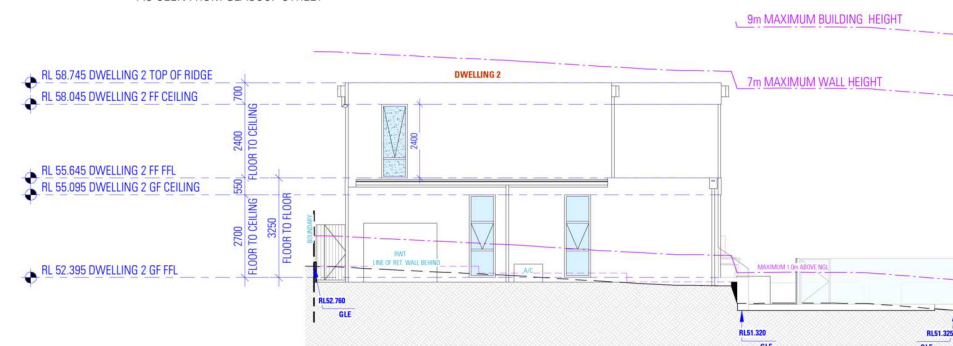 AS SEEN FROM GLASSOP STREET
9m MAXIMUM BUILDING HEIGHT
DWELLING 2
7m MAXIMUM WALL HEIGHT
RL 58.745 DWELLING 2 TOP OF RIDGE
700
RL 58.045 DWELLING 2 FF CEILING
2400
FLOOR TO CEILING
2400
RL 55.645 DWELLING 2 FF FFL
550
RL 55.095 DWELLING 2 GF CEILING
2700
FLOOR TO CEILING
3250
FLOOR TO FLOOR
BOUNDARY
RWT
LINE OF RET. WALL BEHIND
A/C
MAXIMUM 1.0m ABOVE NGL
RL 52.395 DWELLING 2 GF FFL
RL52.760
GLE
RL51.320
GLE
RL51.325
GLE